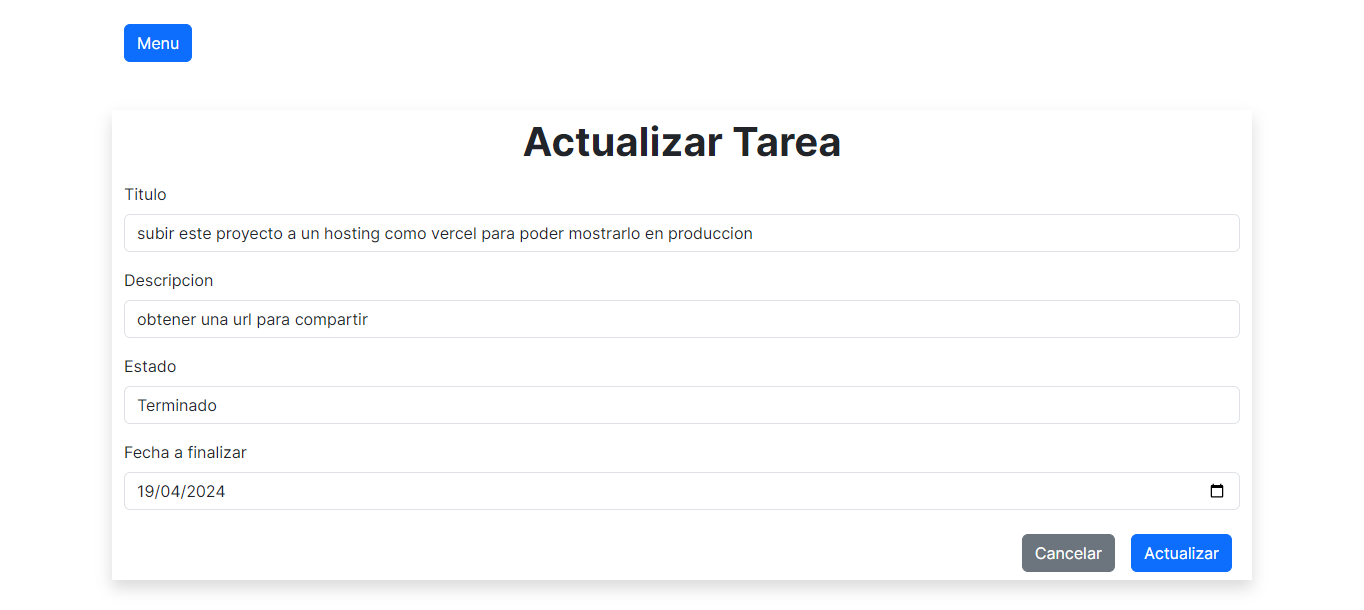 Menu
Actualizar Tarea
Titulo
subir este proyecto a un hosting como vercel para poder mostrarlo en produccion
Descripcion
obtener una url para compartir
Estado
Terminado
Fecha a finalizar
19/04/2024
Cancelar Actualizar